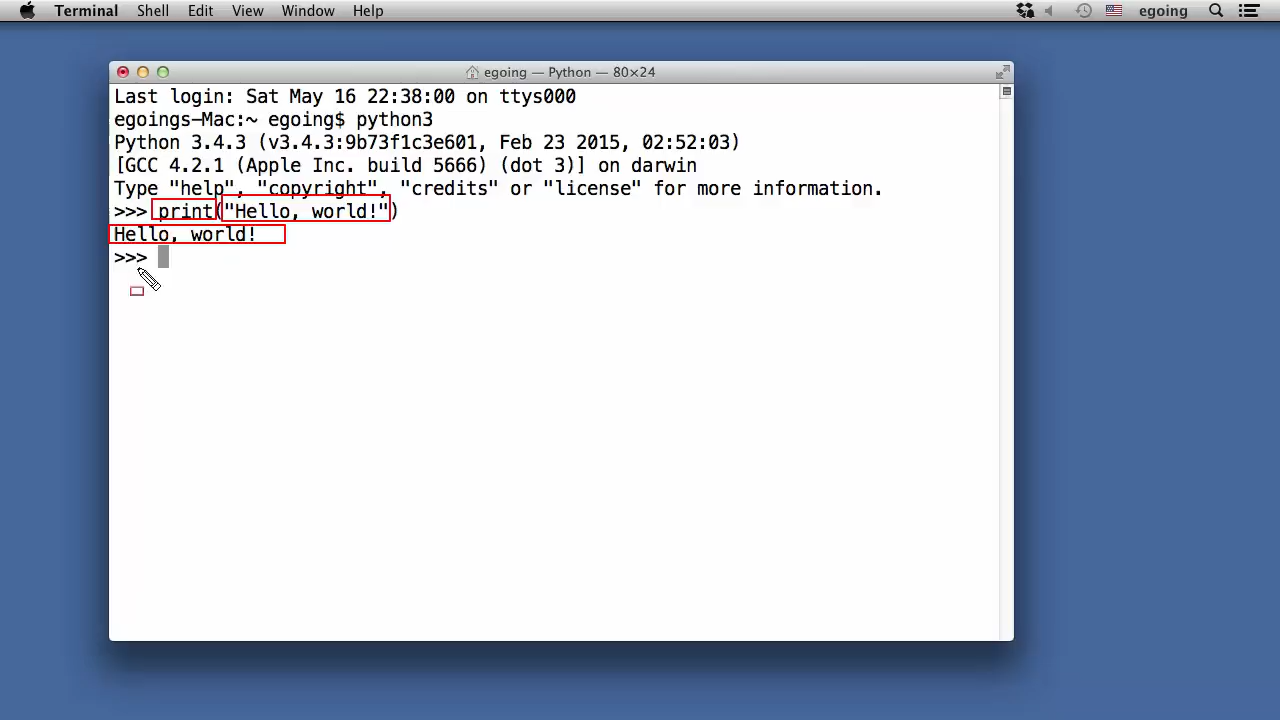 Terminal Shell Edit View Window Help egoing
egoing — Python — 80×24
Last login: Sat May 16 22:38:00 on ttys000
egoings-Mac:~ egoing$ python3
Python 3.4.3 (v3.4.3:9b73f1c3e601, Feb 23 2015, 02:52:03)
[GCC 4.2.1 (Apple Inc. build 5666) (dot 3)] on darwin
Type "help", "copyright", "credits" or "license" for more information.
>>> print("Hello, world!")
Hello, world!
>>>